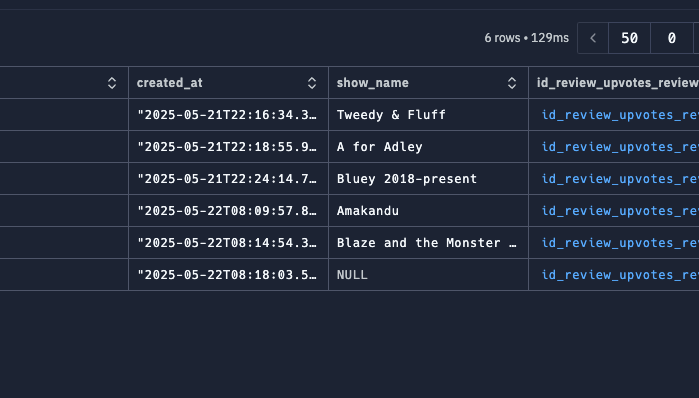 6 rows • 129ms < 50 0
created_at show_name id_review_upvotes_review
"2025-05-21T22:16:34.3… Tweedy & Fluff id_review_upvotes_re
"2025-05-21T22:18:55.9… A for Adley id_review_upvotes_re
"2025-05-21T22:24:14.7… Bluey 2018-present id_review_upvotes_re
"2025-05-22T08:09:57.8… Amakandu id_review_upvotes_re
"2025-05-22T08:14:54.3… Blaze and the Monster … id_review_upvotes_re
"2025-05-22T08:18:03.5… NULL id_review_upvotes_re